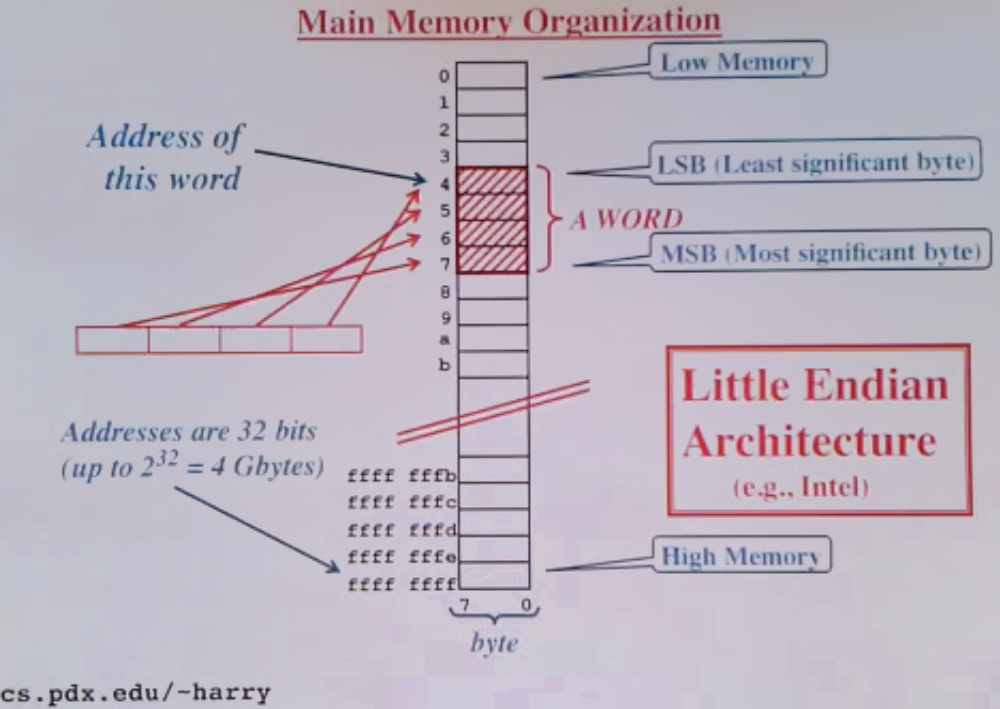 Main Memory Organization
Low Memory
0
1
2
3
Address of
this word
LSB (Least significant byte)
4
5
6
7
A WORD
MSB (Most significant byte)
8
9
a
b
Little Endian
Architecture
(e.g., Intel)
Addresses are 32 bits
(up to 2³² = 4 Gbytes)
ffff fffb
ffff fffc
ffff fffd
ffff fffe
ffff ffff
High Memory
7 0
byte
cs.pdx.edu/~harry